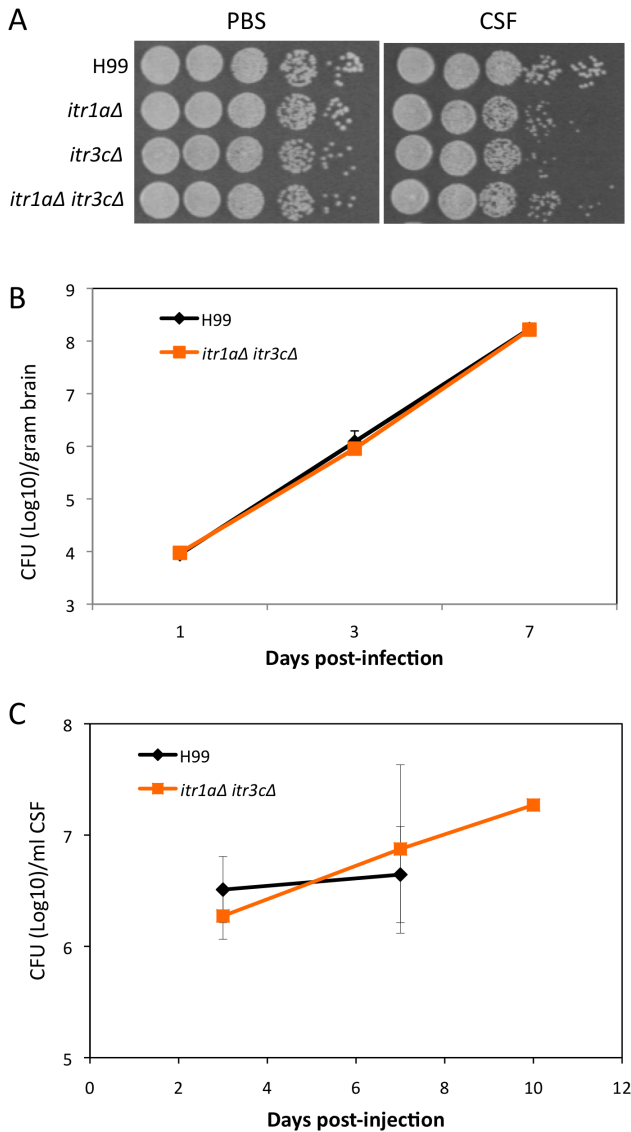 A
PBS
CSF
H99
itr1aΔ
itr3cΔ
itr1aΔ itr3cΔ
B
9
8
7
6
5
4
3
CFU (Log10)/gram brain
H99
itr1aΔ itr3cΔ
1
3
7
Days post-infection
C
8
7
6
5
CFU (Log10)/ml CSF
H99
itr1aΔ itr3cΔ
0
2
4
6
8
10
12
Days post-injection